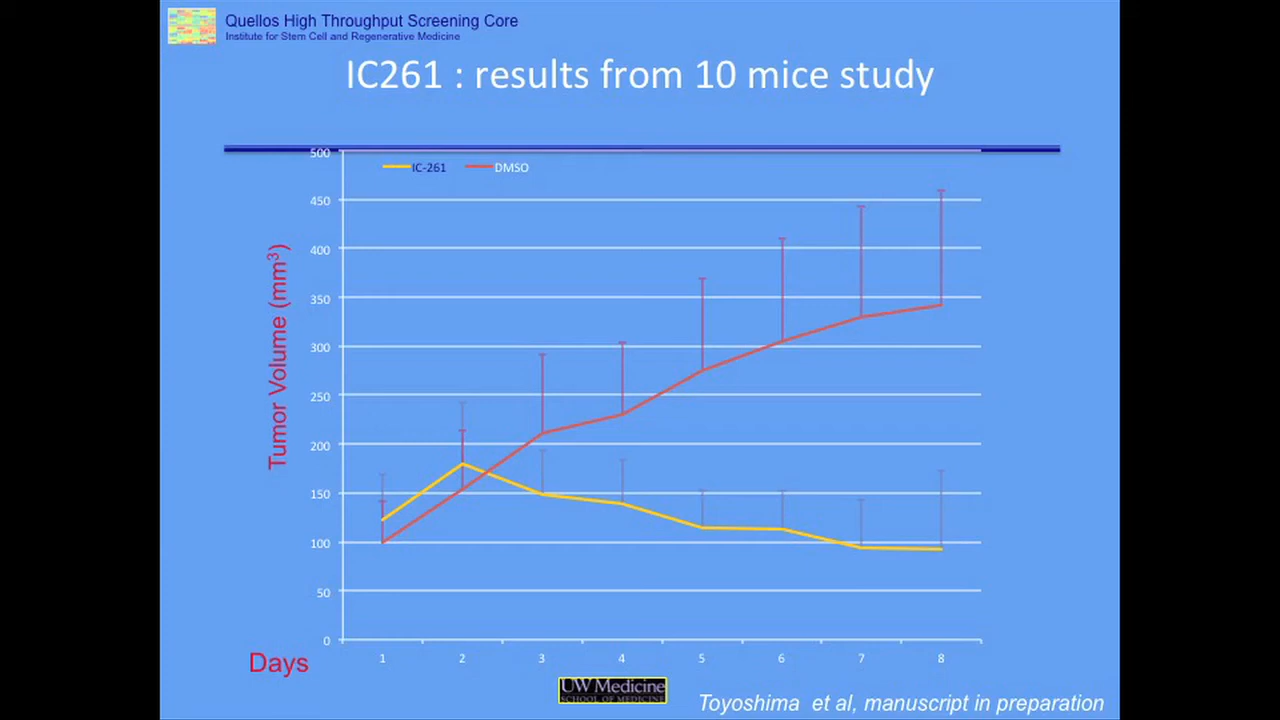 Quellos High Throughput Screening Core
Institute for Stem Cell and Regenerative Medicine
IC261 : results from 10 mice study
500
IC-261 DMSO
450
400
350
300
250
200
150
100
50
0
Tumor Volume (mm³)
Days 1 2 3 4 5 6 7 8
UW Medicine
SCHOOL OF MEDICINE
Toyoshima et al, manuscript in preparation